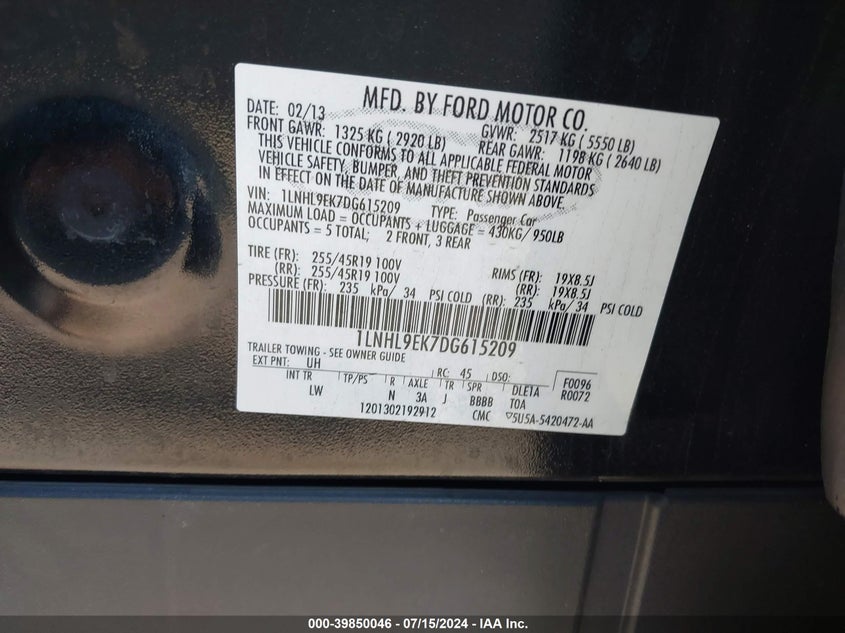 MFD. BY FORD MOTOR CO.
DATE: 02/13 GVWR: 2517 KG ( 5550 LB)
FRONT GAWR: 1325 KG ( 2920 LB) REAR GAWR: 1198 KG ( 2640 LB)
THIS VEHICLE CONFORMS TO ALL APPLICABLE FEDERAL MOTOR
VEHICLE SAFETY, BUMPER, AND THEFT PREVENTION STANDARDS
IN EFFECT ON THE DATE OF MANUFACTURE SHOWN ABOVE.
VIN: 1LNHL9EK7DG615209 TYPE: Passenger Car
MAXIMUM LOAD = OCCUPANTS + LUGGAGE = 430KG/ 950LB
OCCUPANTS = 5 TOTAL; 2 FRONT, 3 REAR
TIRE (FR): 255/45R19 100V RIMS (FR): 19X8.5J
(RR): 255/45R19 100V (RR): 19X8.5J
PRESSURE (FR): 235 kPa/ 34 PSI COLD (RR): 235 kPa/ 34 PSI COLD
1LNHL9EK7DG615209
TRAILER TOWING - SEE OWNER GUIDE
EXT PNT: UH RC: 45 DSO: F0096
R0072
INT TR TP/PS R AXLE TR SPR DLETA
LW N 3A J BBBB TOA
1201302192912 CMC 5U5A-5420472-AA
000-39850046 - 07/15/2024 - IAA Inc.